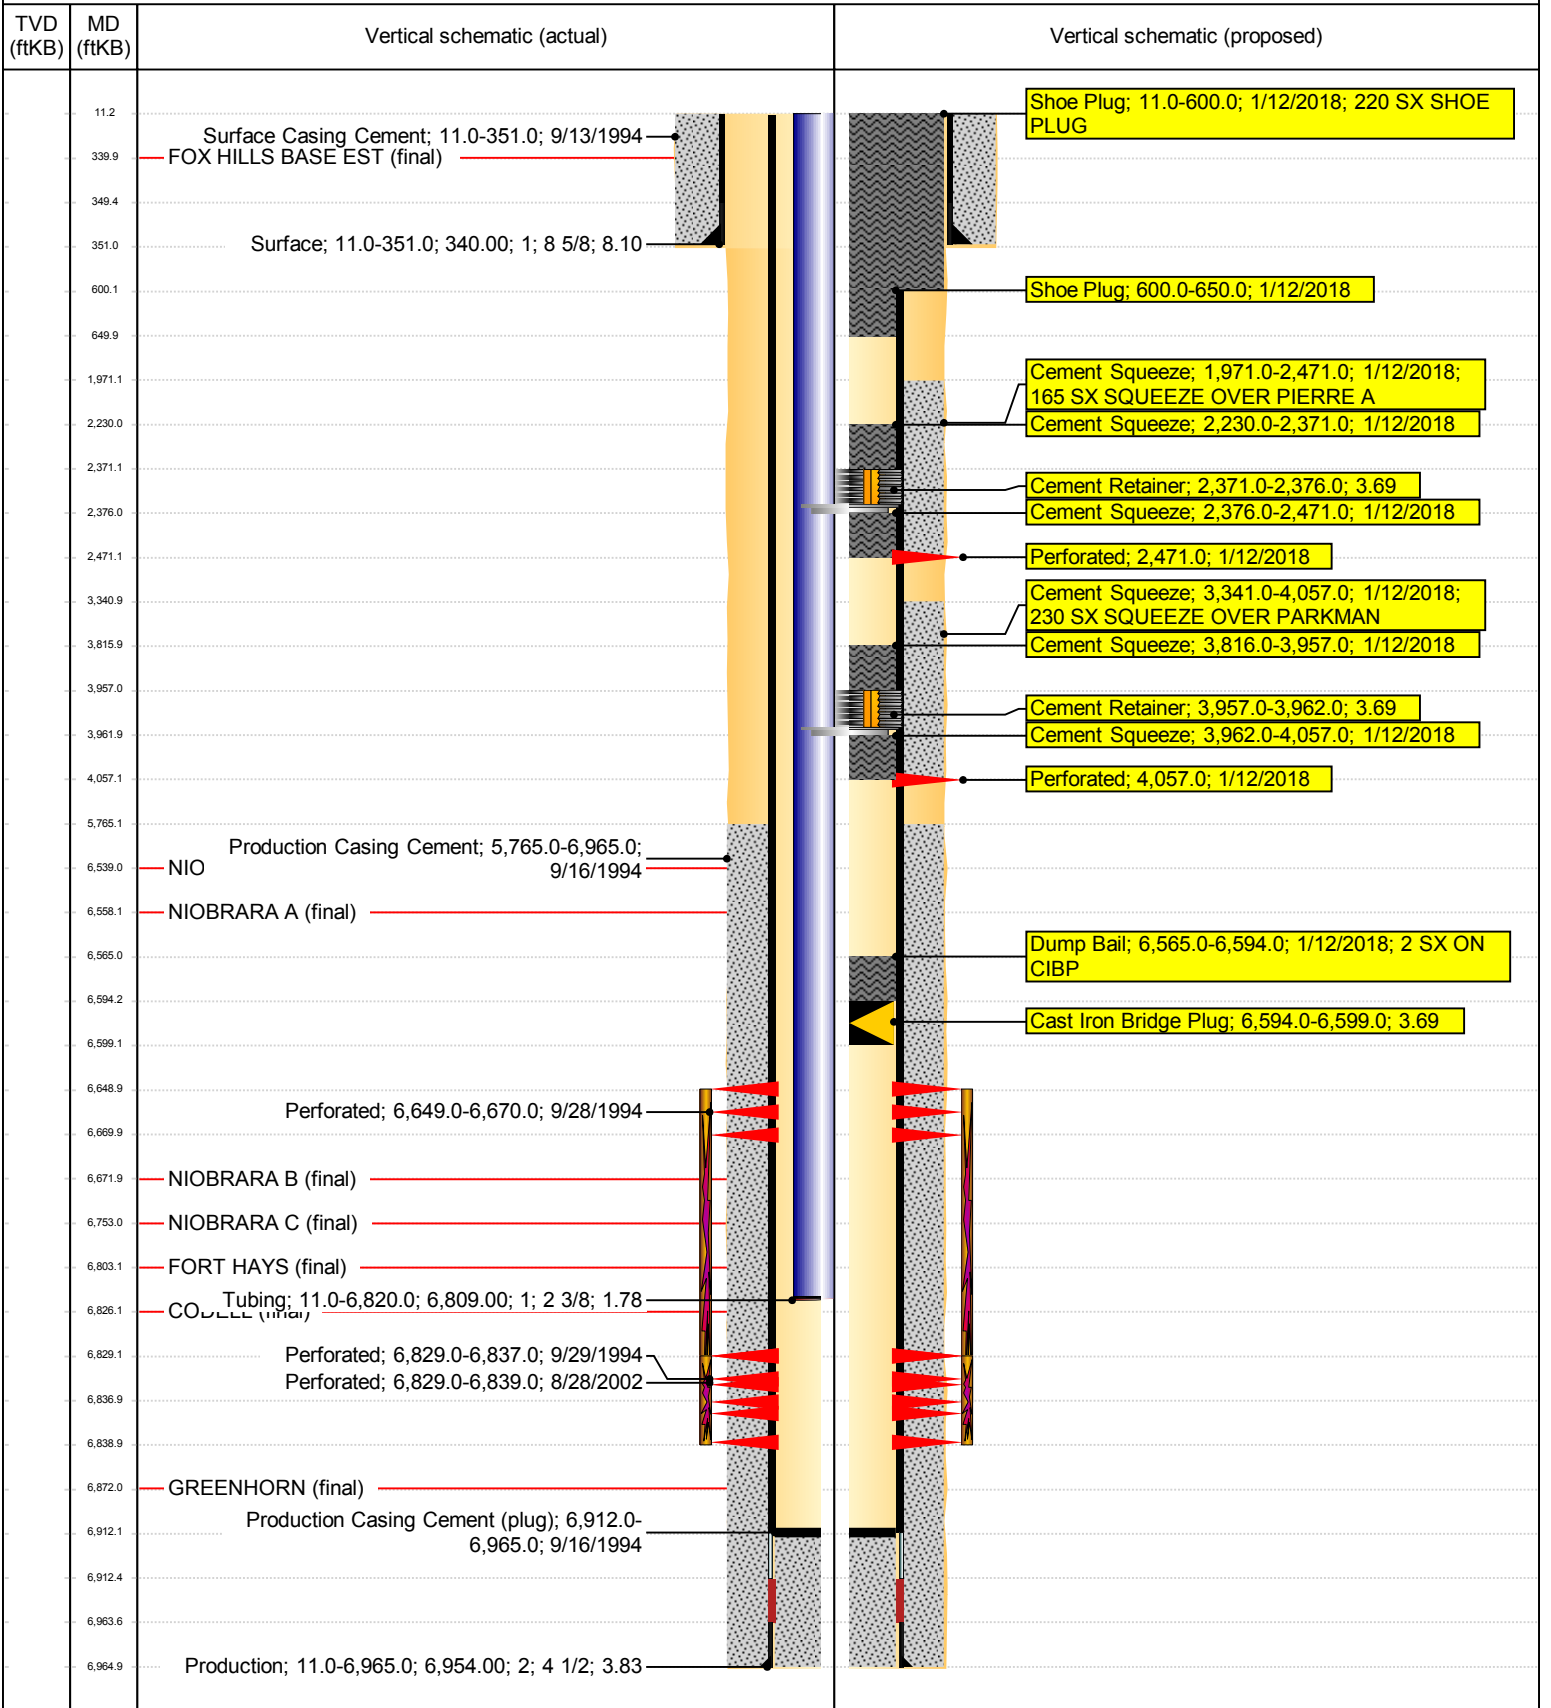 TVD
(ftKB)
MD
(ftKB)
Vertical schematic (actual)
Vertical schematic (proposed)
11.2
Shoe Plug; 11.0-600.0; 1/12/2018; 220 SX SHOE
PLUG
Surface Casing Cement; 11.0-351.0; 9/13/1994
339.9
FOX HILLS BASE EST (final)
349.4
351.0
Surface; 11.0-351.0; 340.00; 1; 8 5/8; 8.10
600.1
Shoe Plug; 600.0-650.0; 1/12/2018
649.9
1,971.1
Cement Squeeze; 1,971.0-2,471.0; 1/12/2018;
165 SX SQUEEZE OVER PIERRE A
2,230.0
Cement Squeeze; 2,230.0-2,371.0; 1/12/2018
2,371.1
Cement Retainer; 2,371.0-2,376.0; 3.69
2,376.0
Cement Squeeze; 2,376.0-2,471.0; 1/12/2018
2,471.1
Perforated; 2,471.0; 1/12/2018
3,340.9
Cement Squeeze; 3,341.0-4,057.0; 1/12/2018;
230 SX SQUEEZE OVER PARKMAN
3,815.9
Cement Squeeze; 3,816.0-3,957.0; 1/12/2018
3,957.0
Cement Retainer; 3,957.0-3,962.0; 3.69
3,961.9
Cement Squeeze; 3,962.0-4,057.0; 1/12/2018
4,057.1
Perforated; 4,057.0; 1/12/2018
5,765.1
Production Casing Cement; 5,765.0-6,965.0;
9/16/1994
6,539.0
NIO
6,558.1
NIOBRARA A (final)
6,565.0
Dump Bail; 6,565.0-6,594.0; 1/12/2018; 2 SX ON
CIBP
6,594.2
Cast Iron Bridge Plug; 6,594.0-6,599.0; 3.69
6,599.1
6,648.9
Perforated; 6,649.0-6,670.0; 9/28/1994
6,669.9
6,671.9
NIOBRARA B (final)
6,753.0
NIOBRARA C (final)
6,803.1
FORT HAYS (final)
Tubing; 11.0-6,820.0; 6,809.00; 1; 2 3/8; 1.78
6,826.1
CODELL (final)
6,829.1
Perforated; 6,829.0-6,837.0; 9/29/1994
Perforated; 6,829.0-6,839.0; 8/28/2002
6,836.9
6,838.9
6,872.0
GREENHORN (final)
Production Casing Cement (plug); 6,912.0-
6,965.0; 9/16/1994
6,912.1
6,912.4
6,963.6
6,964.9
Production; 11.0-6,965.0; 6,954.00; 2; 4 1/2; 3.83